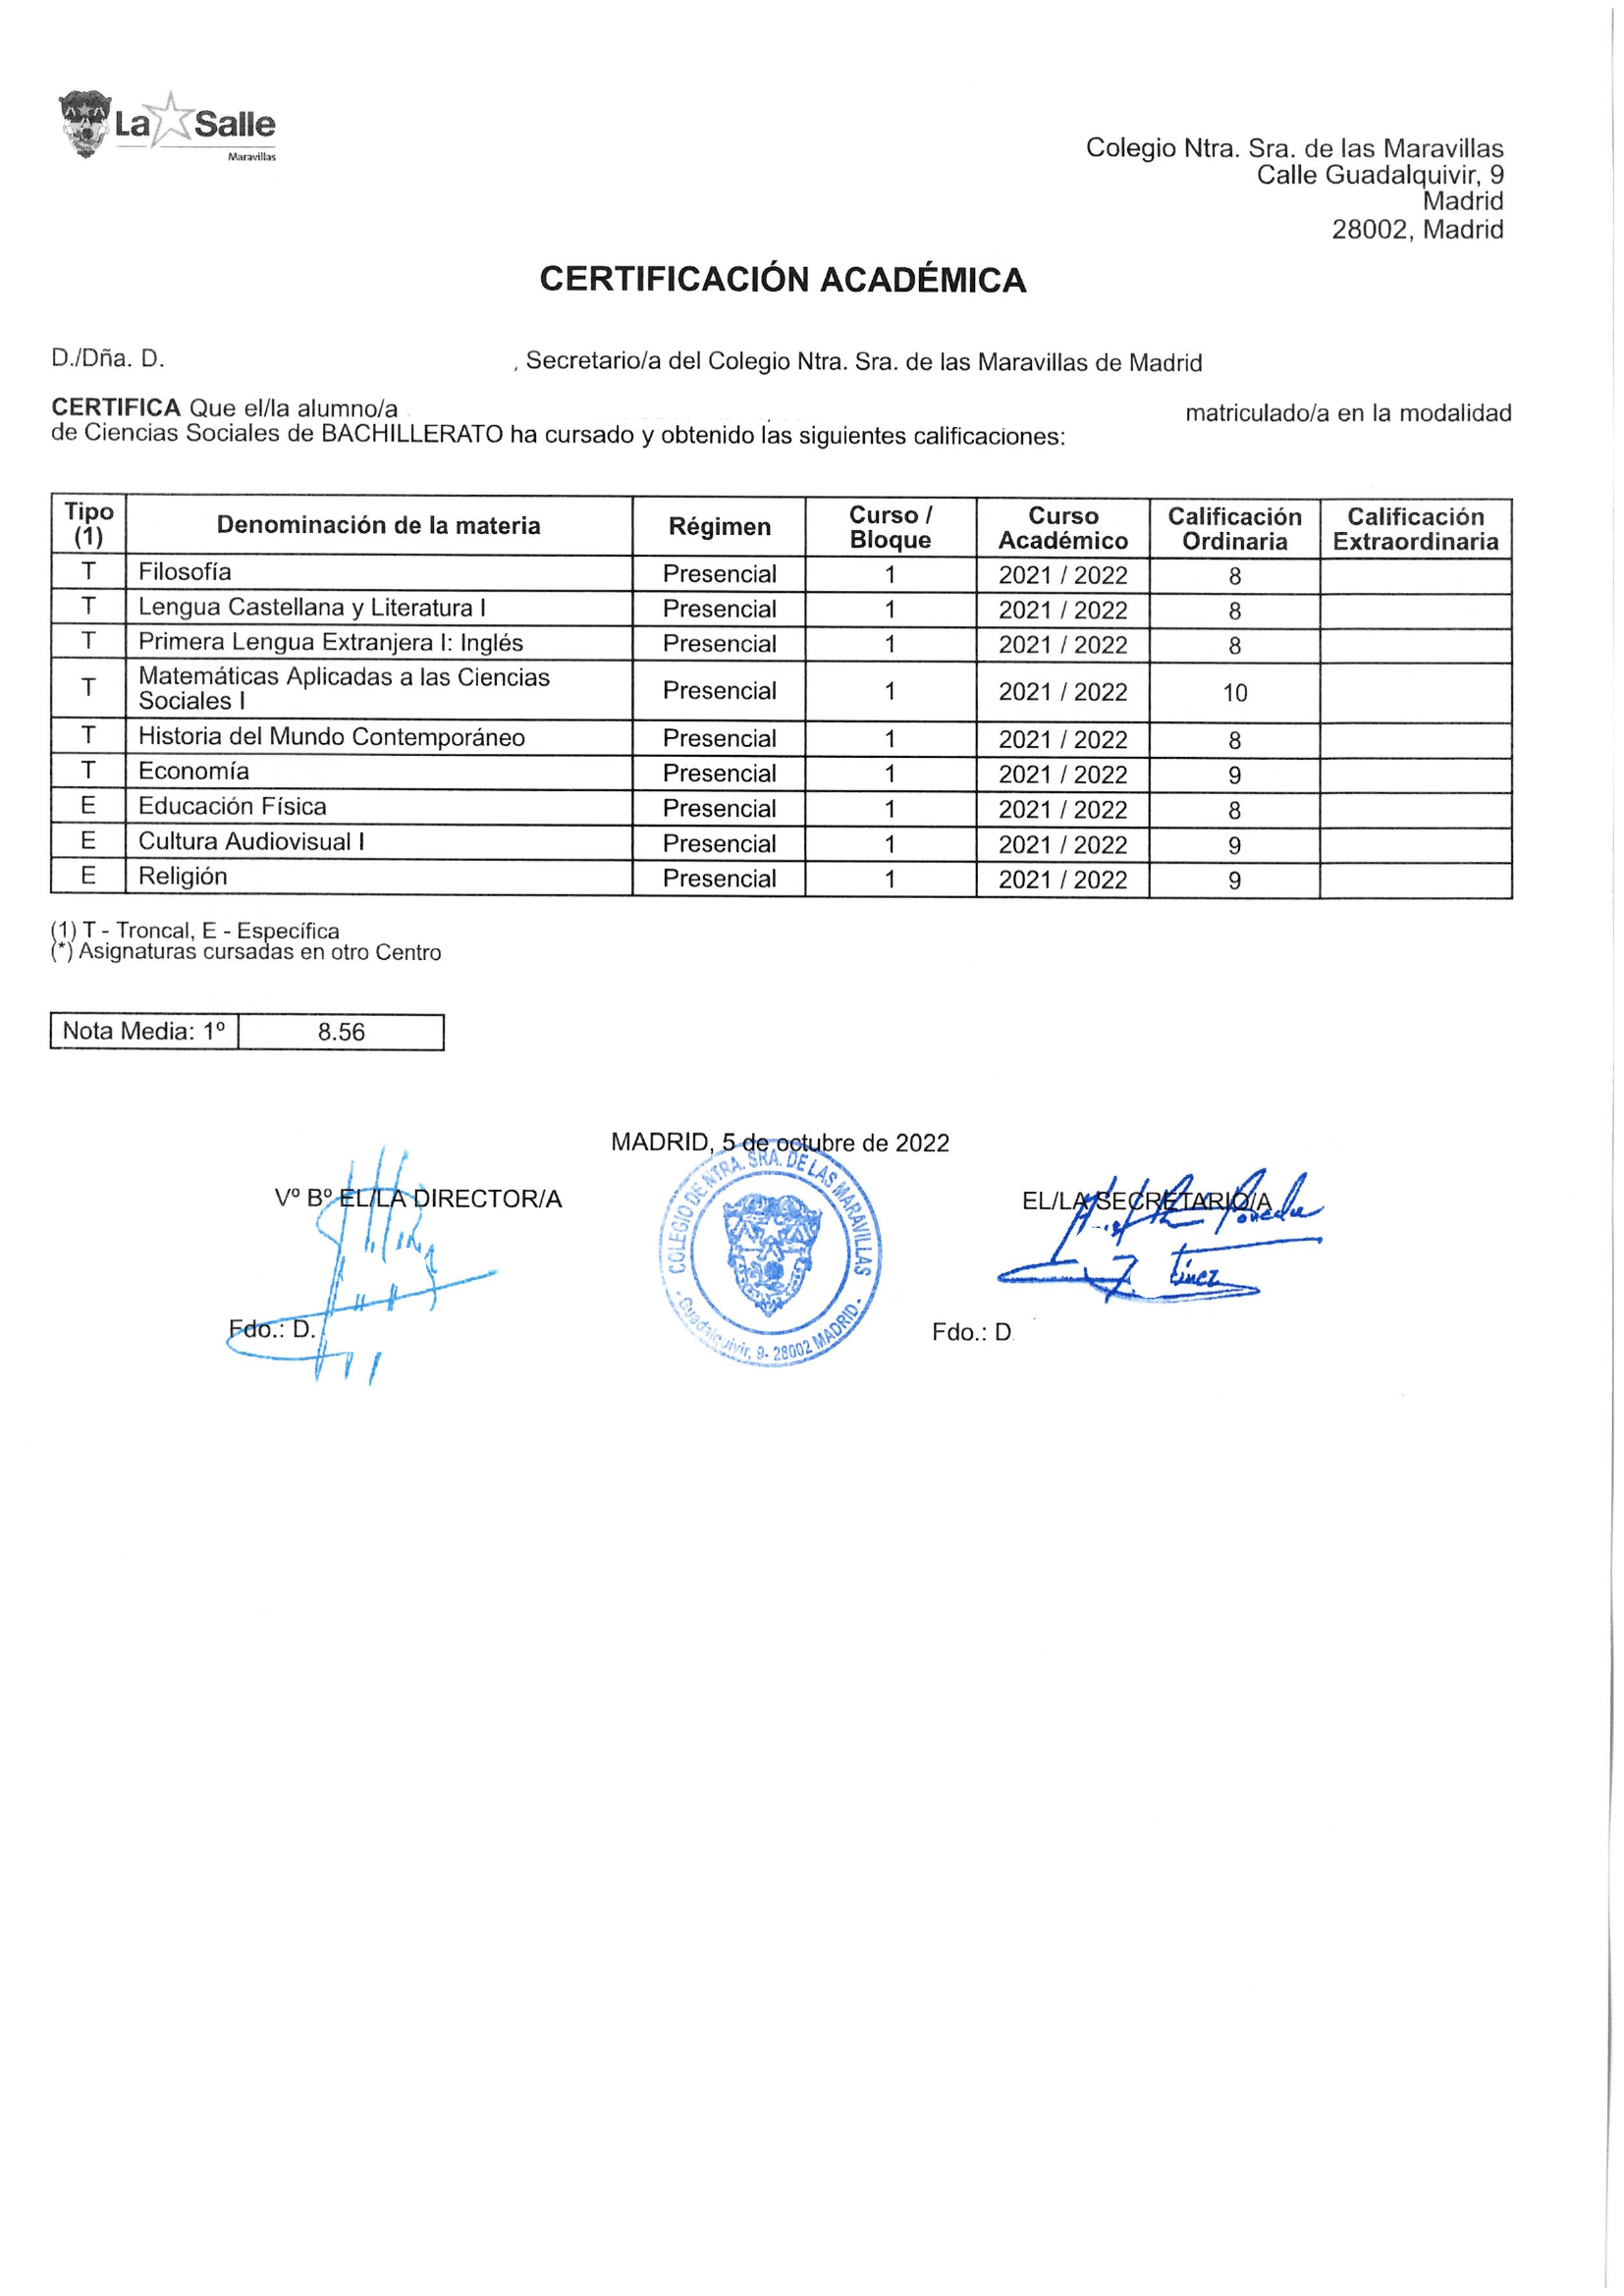 La Salle
Maravillas
Colegio Ntra. Sra. de las Maravillas
Calle Guadalquivir, 9
Madrid
28002, Madrid
CERTIFICACIÓN ACADÉMICA
D./Dña. D. , Secretario/a del Colegio Ntra. Sra. de las Maravillas de Madrid
CERTIFICA Que el/la alumno/a matriculado/a en la modalidad
de Ciencias Sociales de BACHILLERATO ha cursado y obtenido las siguientes calificaciones:
Tipo (1) Denominación de la materia Régimen Curso / Bloque Curso Académico Calificación Ordinaria Calificación Extraordinaria
T Filosofía Presencial 1 2021 / 2022 8
T Lengua Castellana y Literatura I Presencial 1 2021 / 2022 8
T Primera Lengua Extranjera I: Inglés Presencial 1 2021 / 2022 8
T Matemáticas Aplicadas a las Ciencias Sociales I Presencial 1 2021 / 2022 10
T Historia del Mundo Contemporáneo Presencial 1 2021 / 2022 8
T Economía Presencial 1 2021 / 2022 9
E Educación Física Presencial 1 2021 / 2022 8
E Cultura Audiovisual I Presencial 1 2021 / 2022 9
E Religión Presencial 1 2021 / 2022 9
(1) T - Troncal, E - Específica
(*) Asignaturas cursadas en otro Centro
Nota Media: 1º 8.56
MADRID, 5 de octubre de 2022
Vº Bº EL/LA DIRECTOR/A
EL/LA SECRETARIO/A
COLEGIO DE NTRA. SRA. DE LAS MARAVILLAS
- Guadalquivir, 9- 28002 MADRID -
Fdo.: D.
Fdo.: D